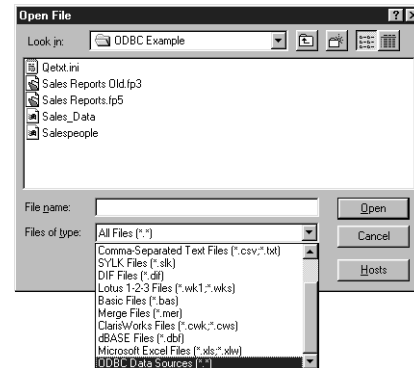 Open File
Look in: ODBC Example
Qetxt.ini
Sales Reports Old.fp3
Sales Reports.fp5
Sales_Data
Salespeople
File name:
Open
Files of type: All Files (*.*)
Cancel
Comma-Separated Text Files (*.csv;*.txt)
SYLK Files (*.slk)
DIF Files (*.dif)
Hosts
Lotus 1-2-3 Files (*.wk1;*.wks)
Basic Files (*.bas)
Merge Files (*.mer)
ClarisWorks Files (*.cwk;*.cws)
dBASE Files (*.dbf)
Microsoft Excel Files (*.xls;*.xlw)
ODBC Data Sources (*.*)